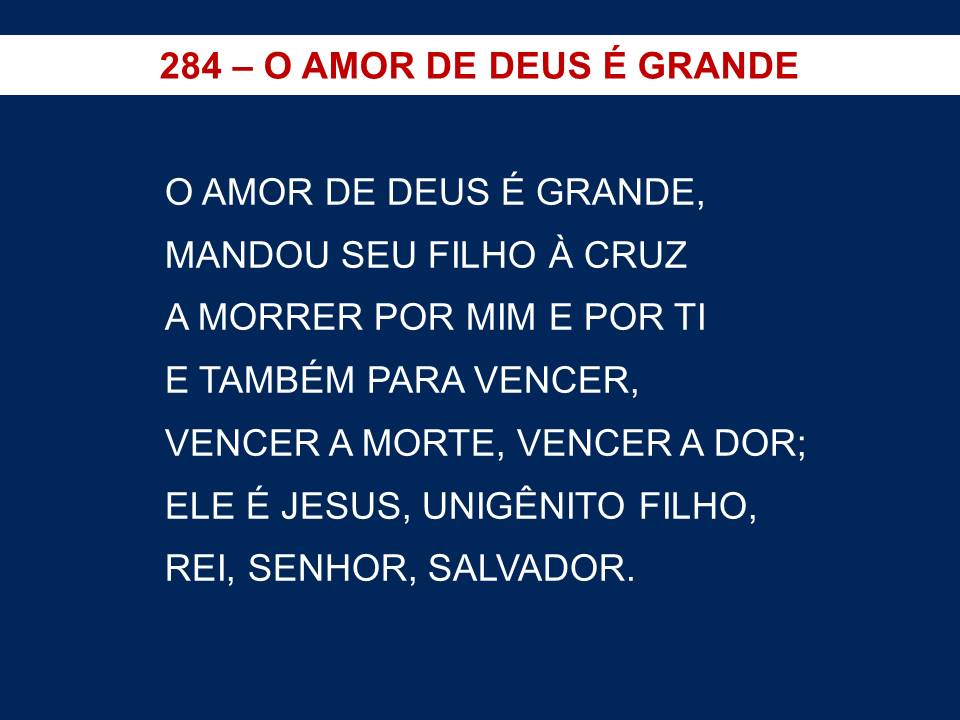 284 – O AMOR DE DEUS É GRANDE
O AMOR DE DEUS É GRANDE,
MANDOU SEU FILHO À CRUZ
A MORRER POR MIM E POR TI
E TAMBÉM PARA VENCER,
VENCER A MORTE, VENCER A DOR;
ELE É JESUS, UNIGÊNITO FILHO,
REI, SENHOR, SALVADOR.